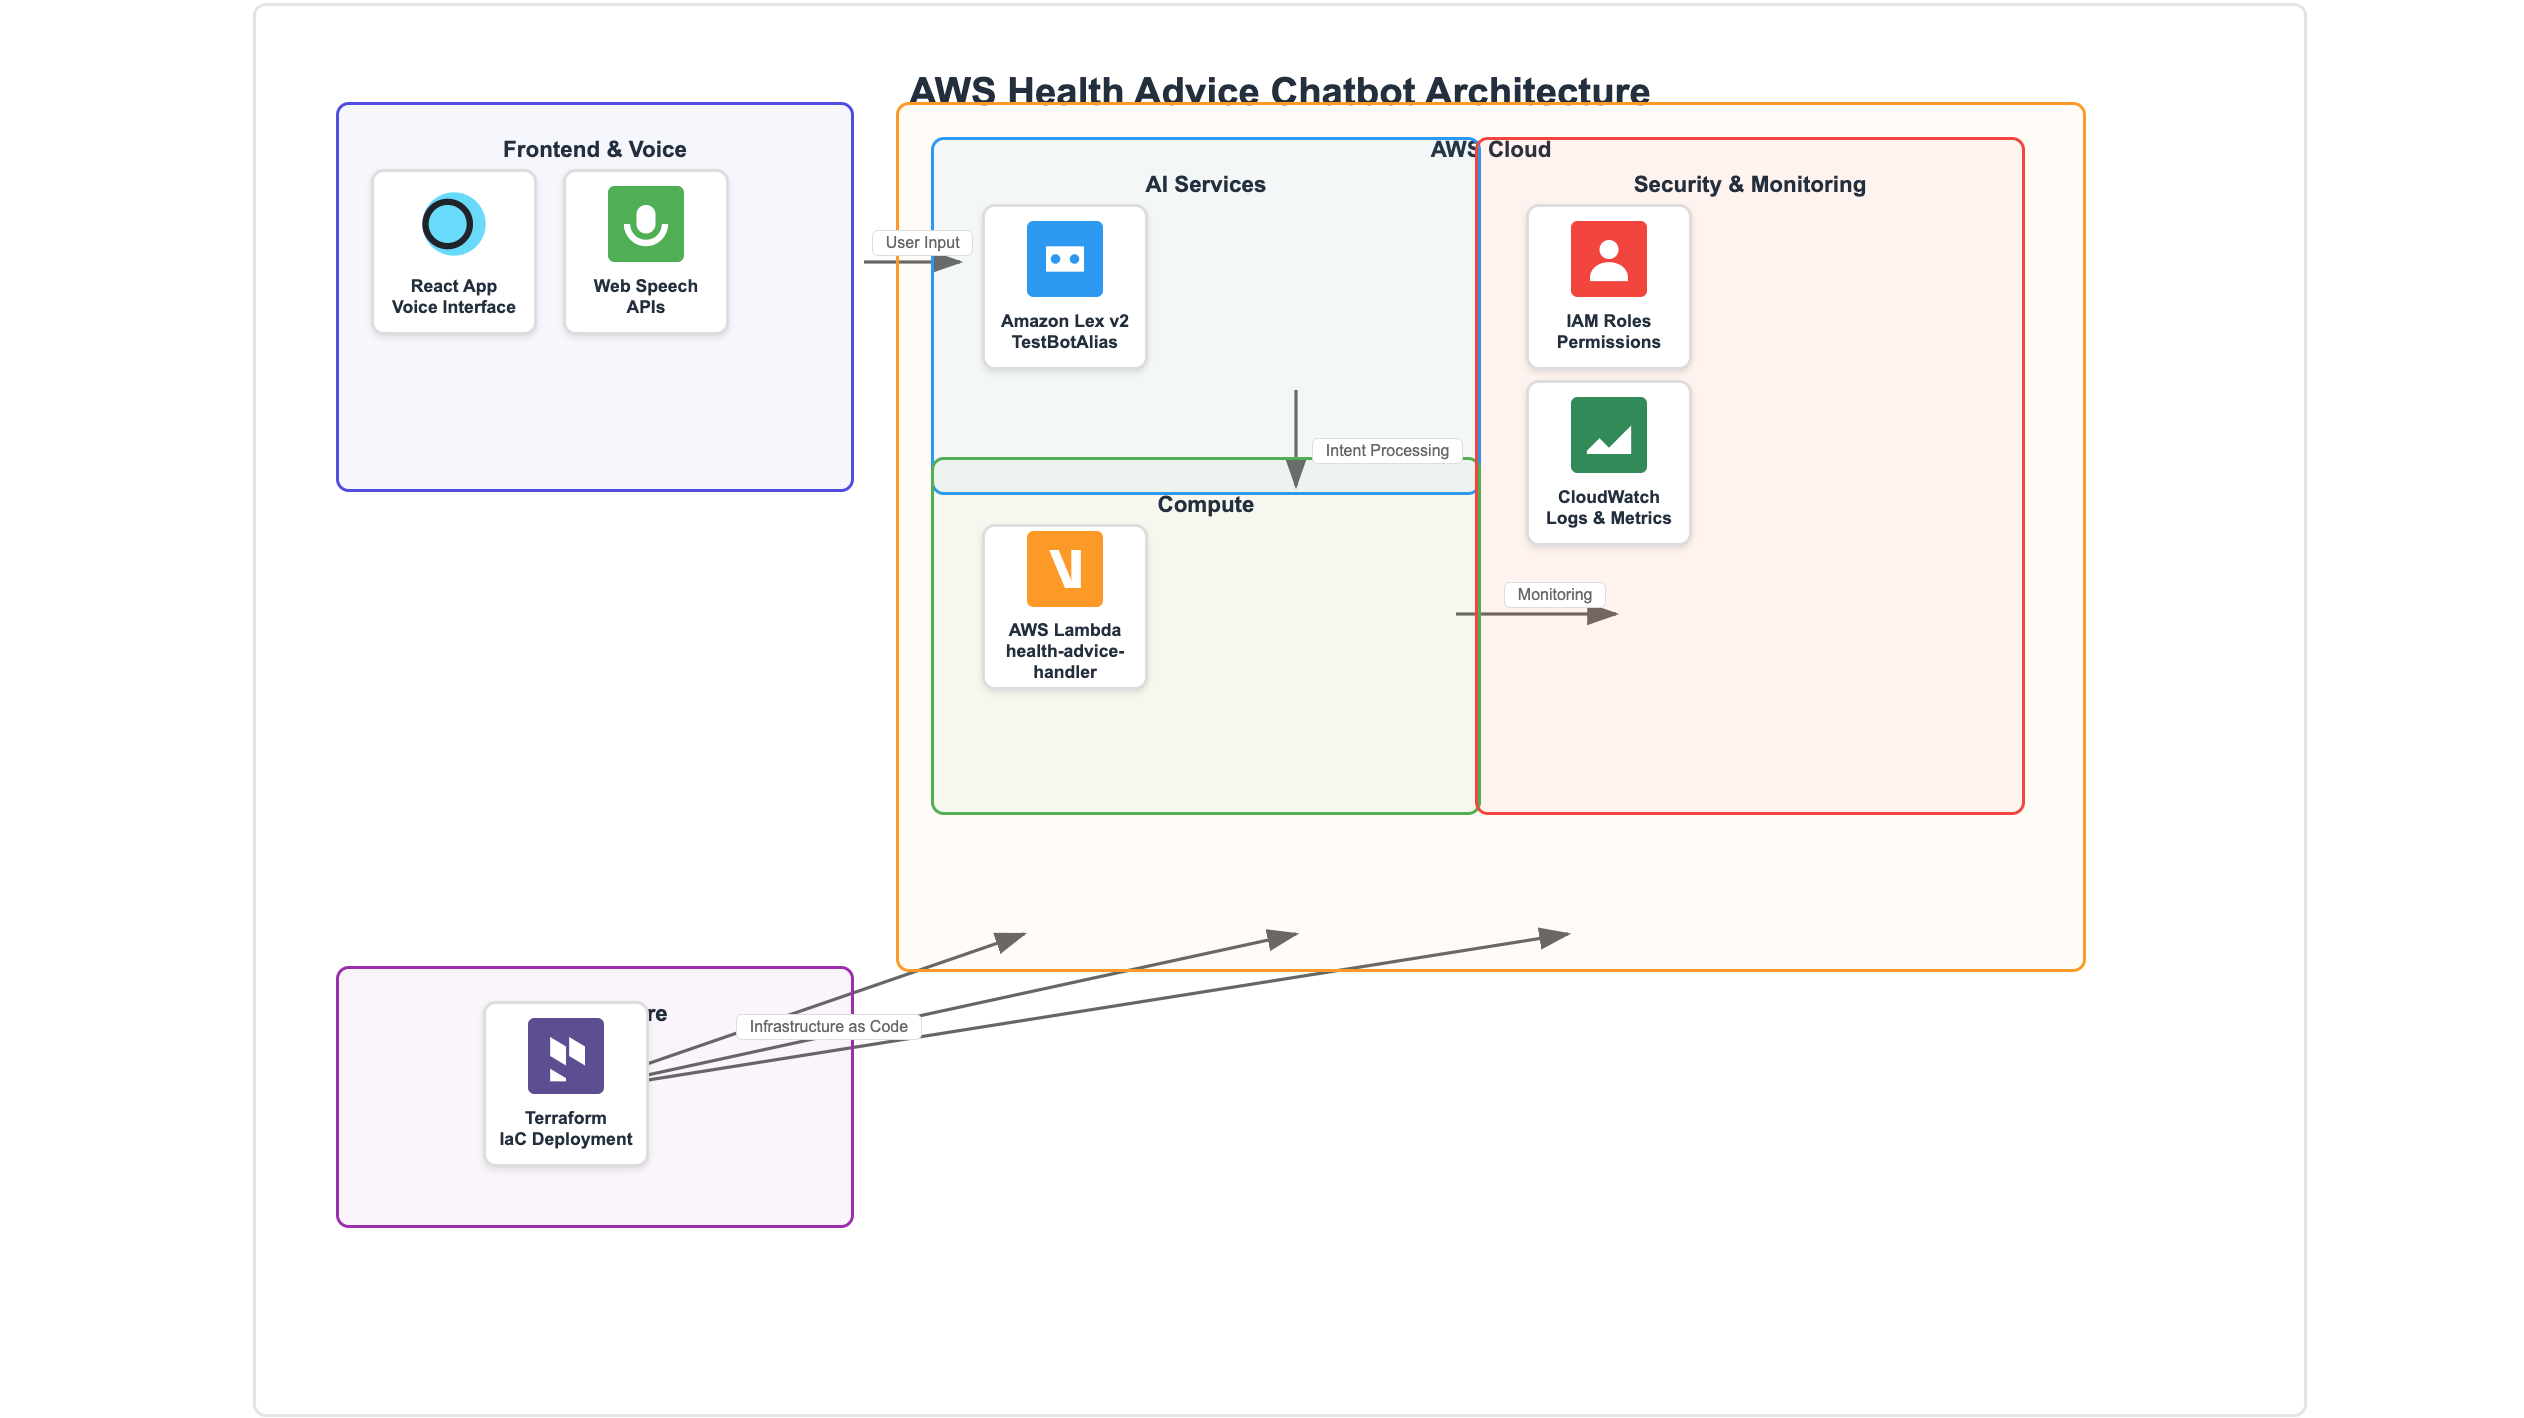 AWS Health Advice Chatbot Architecture
Frontend & Voice
React App
Voice Interface
Web Speech
APIs
User Input
AWS Cloud
AI Services
Amazon Lex v2
TestBotAlias
Intent Processing
Security & Monitoring
IAM Roles
Permissions
CloudWatch
Logs & Metrics
Compute
AWS Lambda
health-advice-
handler
Monitoring
re
Terraform
IaC Deployment
Infrastructure as Code